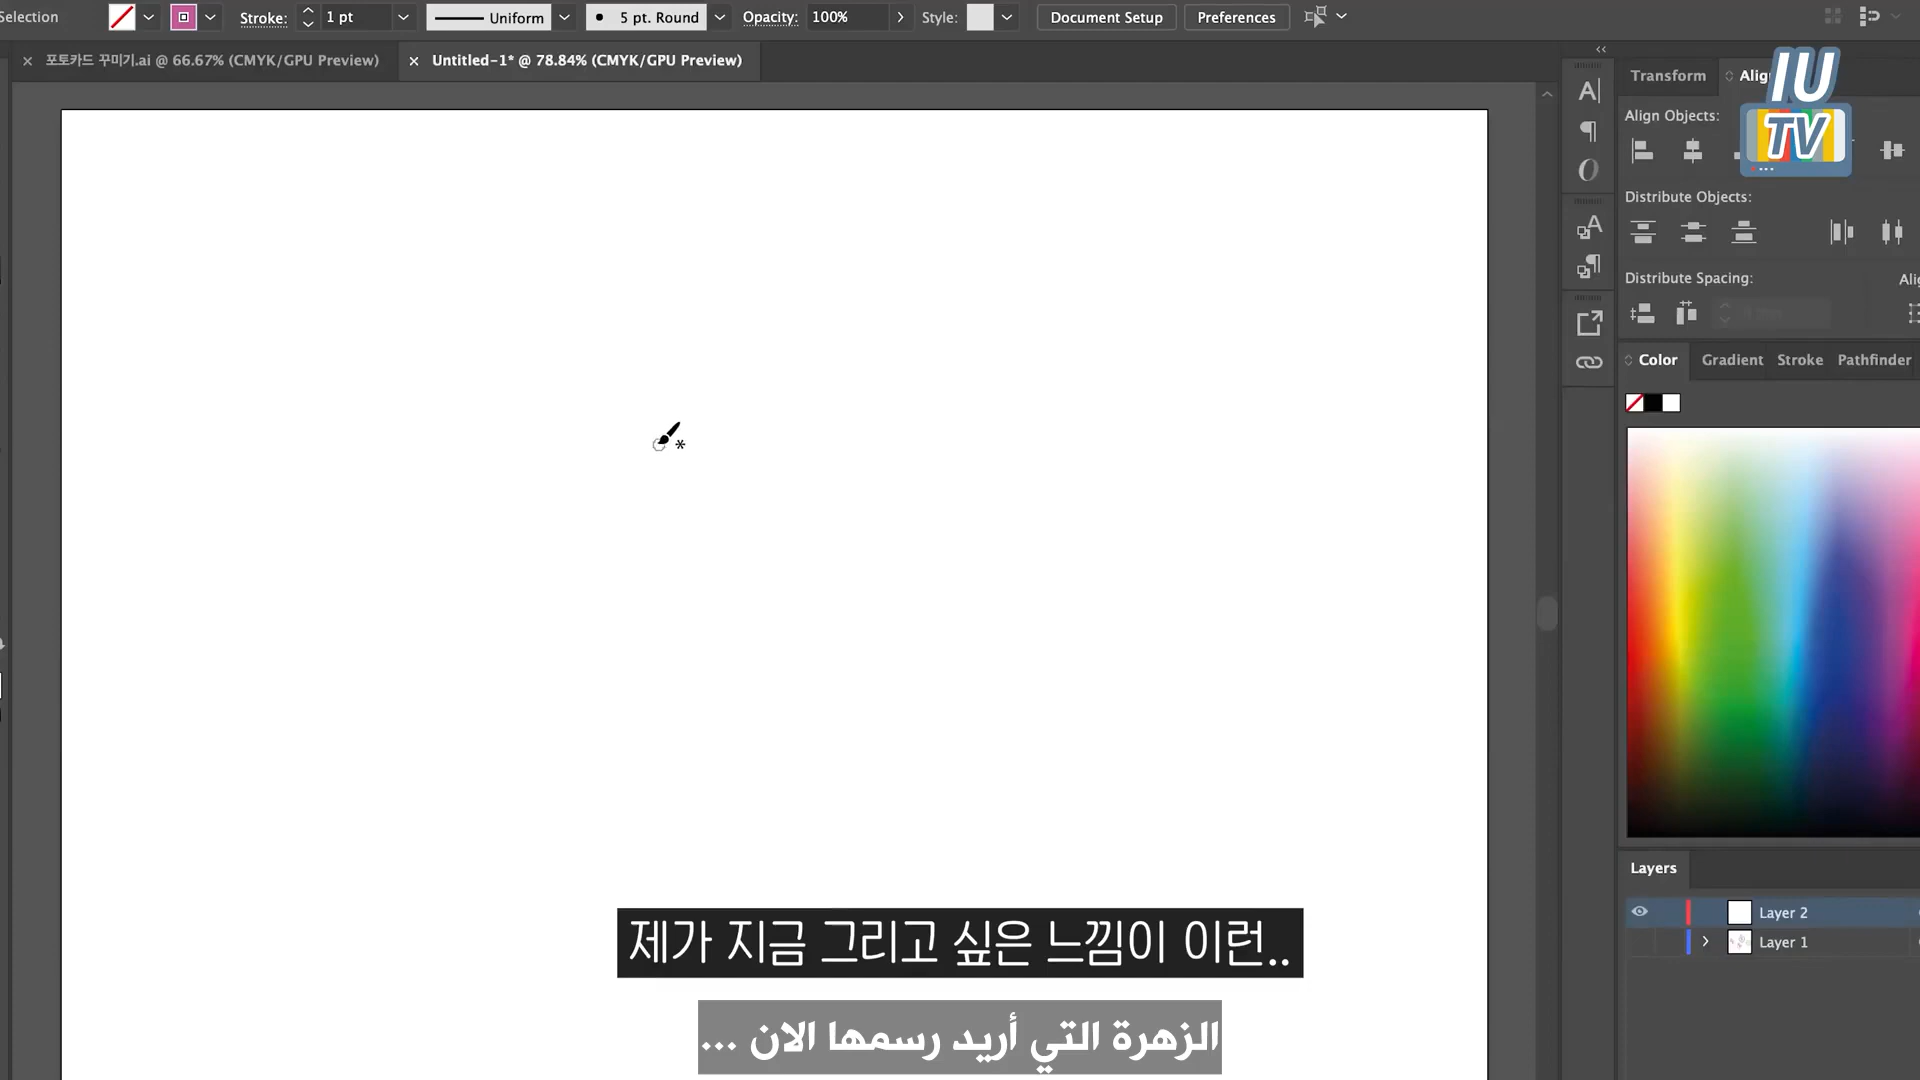 Selection
Stroke:
1 pt
Uniform
5 pt. Round
Opacity:
100%
Style:
Document Setup
Preferences
포토카드 꾸미기.ai @ 66.67% (CMYK/GPU Preview)
Untitled-1* @ 78.84% (CMYK/GPU Preview)
Transform
IU
TV
Align Objects:
Distribute Objects:
Distribute Spacing:
Color
Gradient
Stroke
Pathfinder
Layers
Layer 2
Layer 1
제가 지금 그리고 싶은 느낌이 이런..
الزهرة التي أريد رسمها الان ...